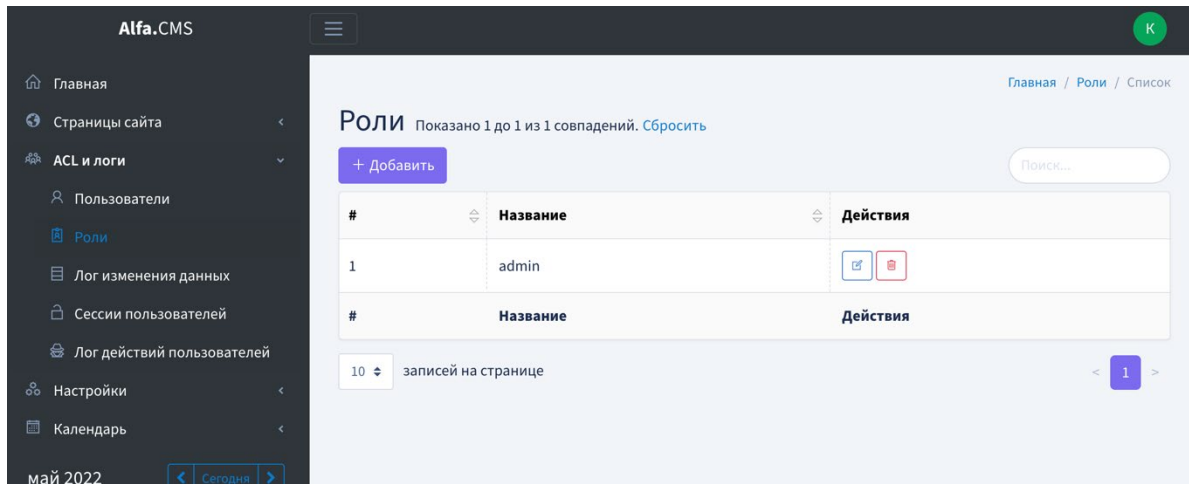 Alfa.CMS
К
Главная
Страницы сайта
ACL и логи
Пользователи
Роли
Лог изменения данных
Сессии пользователей
Лог действий пользователей
Настройки
Календарь
май 2022
Сегодня
Главная / Роли / Список
Роли Показано 1 до 1 из 1 совпадений. Сбросить
+ Добавить
Поиск...
# Название Действия
1 admin
# Название Действия
10 записей на странице
< 1 >